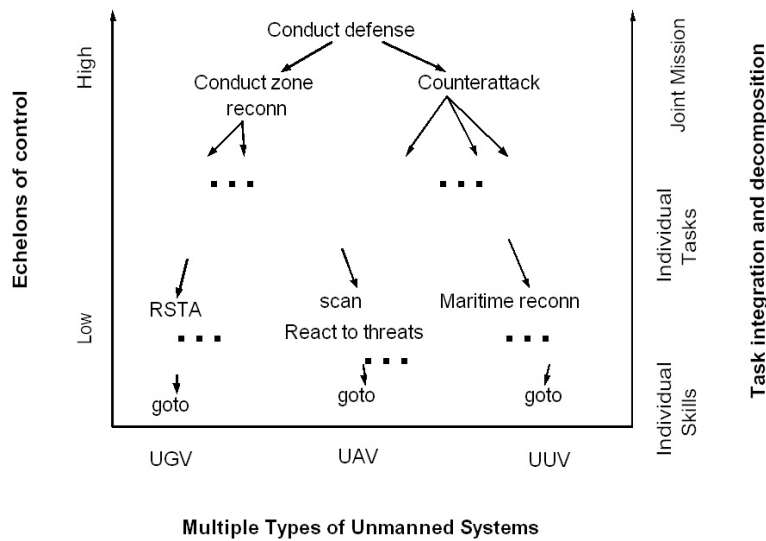 Conduct defense
Conduct zone
reconn
Counterattack
RSTA
scan
React to threats
Maritime reconn
goto
goto
goto
UGV
UAV
UUV
Multiple Types of Unmanned Systems
Echelons of control
High
Low
Joint Mission
Individual
Tasks
Individual
Skills
Task integration and decomposition